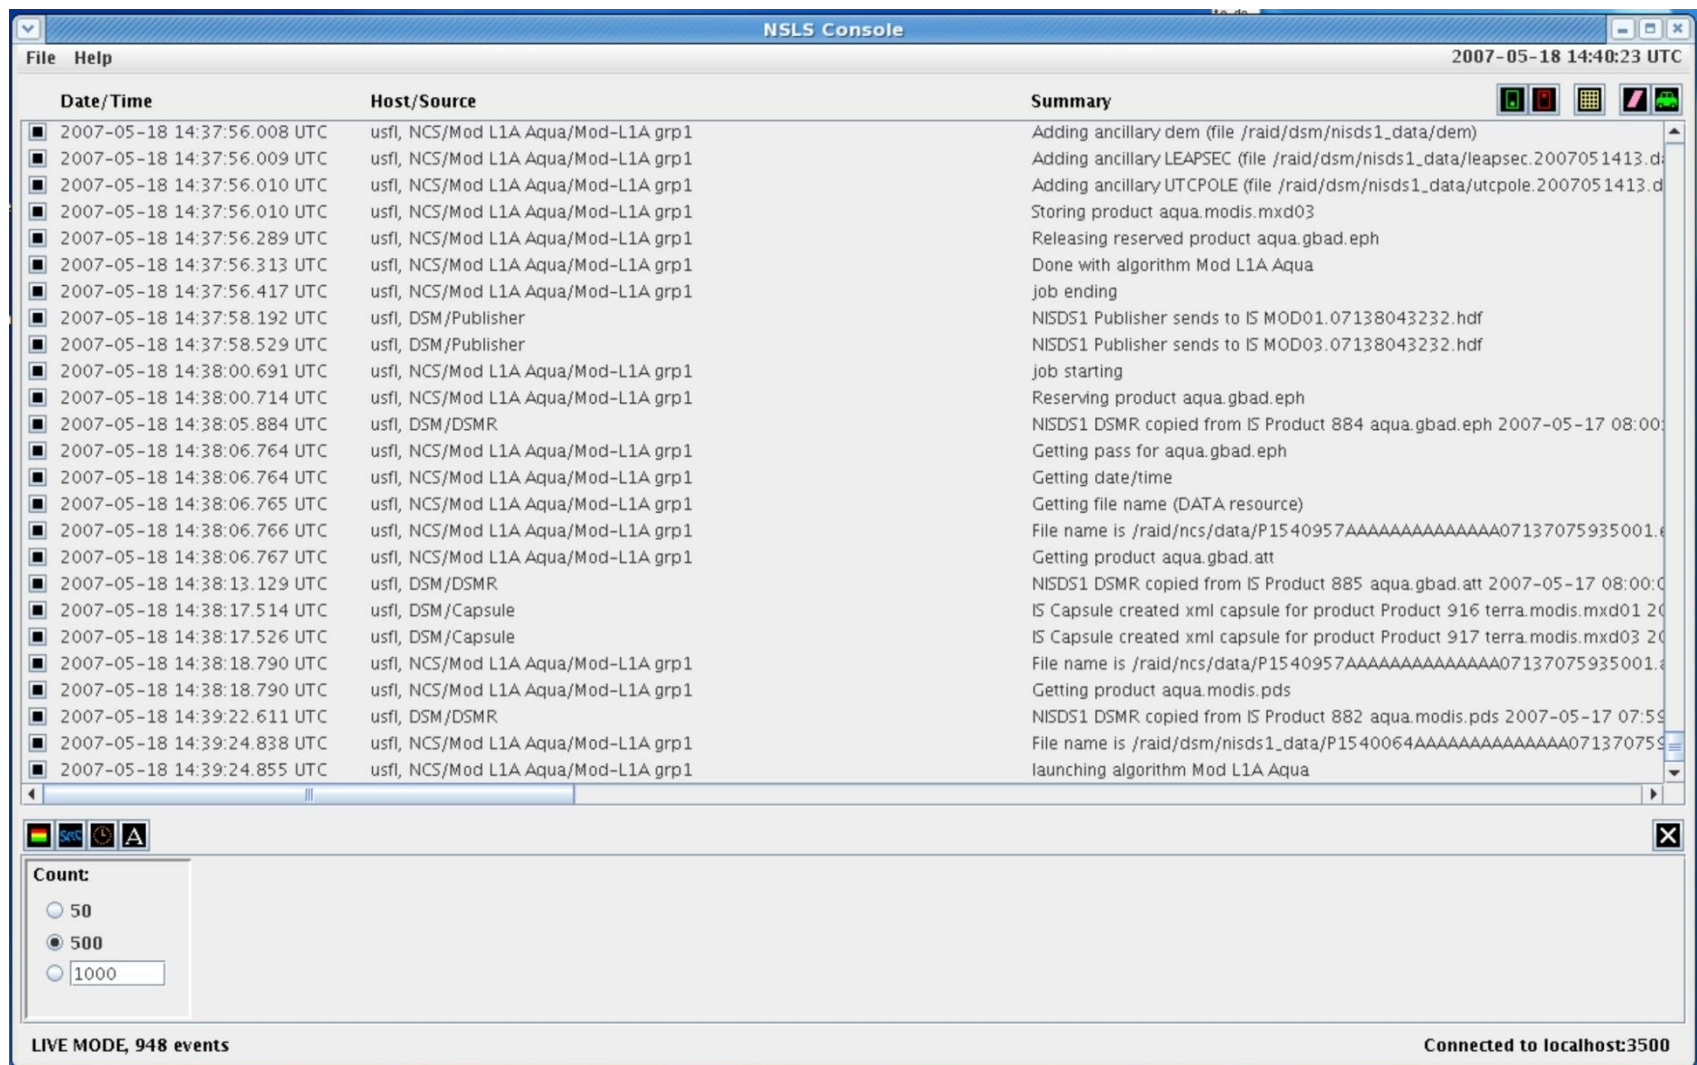 to do
NSLS Console
File Help 2007-05-18 14:40:23 UTC
Date/Time Host/Source Summary
2007-05-18 14:37:56.008 UTC usfl, NCS/Mod L1A Aqua/Mod-L1A grp1 Adding ancillary dem (file /raid/dsm/nisds1_data/dem)
2007-05-18 14:37:56.009 UTC usfl, NCS/Mod L1A Aqua/Mod-L1A grp1 Adding ancillary LEAPSEC (file /raid/dsm/nisds1_data/leapsec.2007051413.d
2007-05-18 14:37:56.010 UTC usfl, NCS/Mod L1A Aqua/Mod-L1A grp1 Adding ancillary UTCPOLE (file /raid/dsm/nisds1_data/utcpole.2007051413.d
2007-05-18 14:37:56.010 UTC usfl, NCS/Mod L1A Aqua/Mod-L1A grp1 Storing product aqua.modis.mxd03
2007-05-18 14:37:56.289 UTC usfl, NCS/Mod L1A Aqua/Mod-L1A grp1 Releasing reserved product aqua.gbad.eph
2007-05-18 14:37:56.313 UTC usfl, NCS/Mod L1A Aqua/Mod-L1A grp1 Done with algorithm Mod L1A Aqua
2007-05-18 14:37:56.417 UTC usfl, NCS/Mod L1A Aqua/Mod-L1A grp1 job ending
2007-05-18 14:37:58.192 UTC usfl, DSM/Publisher NISDS1 Publisher sends to IS MOD01.07138043232.hdf
2007-05-18 14:37:58.529 UTC usfl, DSM/Publisher NISDS1 Publisher sends to IS MOD03.07138043232.hdf
2007-05-18 14:38:00.691 UTC usfl, NCS/Mod L1A Aqua/Mod-L1A grp1 job starting
2007-05-18 14:38:00.714 UTC usfl, NCS/Mod L1A Aqua/Mod-L1A grp1 Reserving product aqua.gbad.eph
2007-05-18 14:38:05.884 UTC usfl, DSM/DSMR NISDS1 DSMR copied from IS Product 884 aqua.gbad.eph 2007-05-17 08:00:
2007-05-18 14:38:06.764 UTC usfl, NCS/Mod L1A Aqua/Mod-L1A grp1 Getting pass for aqua.gbad.eph
2007-05-18 14:38:06.764 UTC usfl, NCS/Mod L1A Aqua/Mod-L1A grp1 Getting date/time
2007-05-18 14:38:06.765 UTC usfl, NCS/Mod L1A Aqua/Mod-L1A grp1 Getting file name (DATA resource)
2007-05-18 14:38:06.766 UTC usfl, NCS/Mod L1A Aqua/Mod-L1A grp1 File name is /raid/ncs/data/P1540957AAAAAAAAAAAAAA07137075935001.e
2007-05-18 14:38:06.767 UTC usfl, NCS/Mod L1A Aqua/Mod-L1A grp1 Getting product aqua.gbad.att
2007-05-18 14:38:13.129 UTC usfl, DSM/DSMR NISDS1 DSMR copied from IS Product 885 aqua.gbad.att 2007-05-17 08:00:0
2007-05-18 14:38:17.514 UTC usfl, DSM/Capsule IS Capsule created xml capsule for product Product 916 terra.modis.mxd01 20
2007-05-18 14:38:17.526 UTC usfl, DSM/Capsule IS Capsule created xml capsule for product Product 917 terra.modis.mxd03 20
2007-05-18 14:38:18.790 UTC usfl, NCS/Mod L1A Aqua/Mod-L1A grp1 File name is /raid/ncs/data/P1540957AAAAAAAAAAAAAA07137075935001.a
2007-05-18 14:38:18.790 UTC usfl, NCS/Mod L1A Aqua/Mod-L1A grp1 Getting product aqua.modis.pds
2007-05-18 14:39:22.611 UTC usfl, DSM/DSMR NISDS1 DSMR copied from IS Product 882 aqua.modis.pds 2007-05-17 07:59
2007-05-18 14:39:24.838 UTC usfl, NCS/Mod L1A Aqua/Mod-L1A grp1 File name is /raid/dsm/nisds1_data/P1540064AAAAAAAAAAAAAA071370759
2007-05-18 14:39:24.855 UTC usfl, NCS/Mod L1A Aqua/Mod-L1A grp1 launching algorithm Mod L1A Aqua
A
Count:
50
500
1000
LIVE MODE, 948 events Connected to localhost:3500